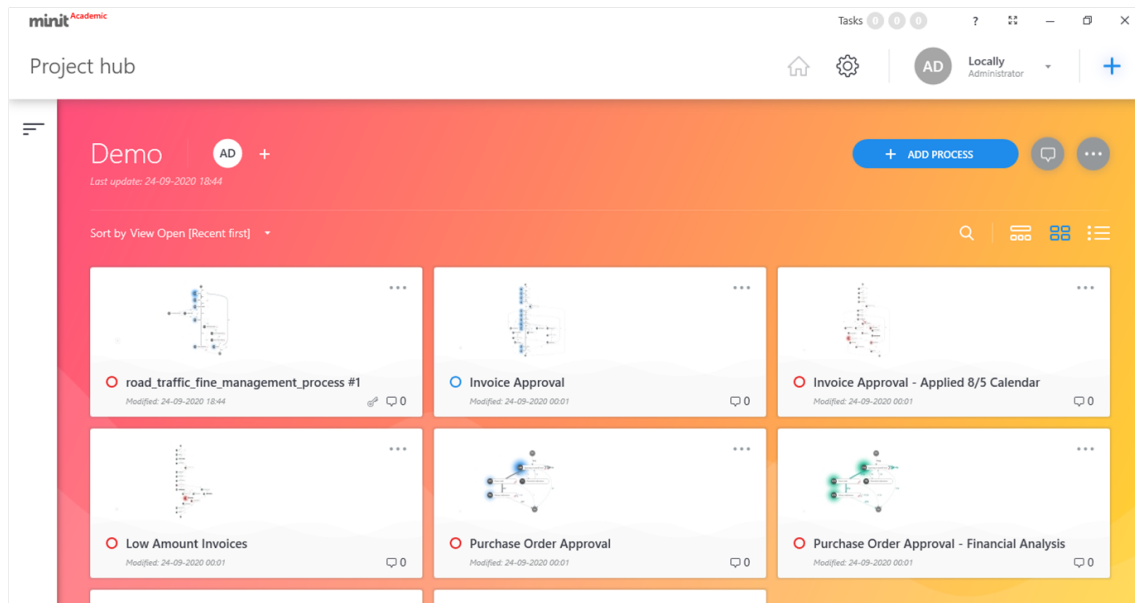 minit Academic
Tasks 0 0 0 ?
Project hub
AD Locally
Administrator
Demo AD
+ ADD PROCESS
Last update: 24-09-2020 18:44
Sort by View Open [Recent first]
road_traffic_fine_management_process #1
Modified: 24-09-2020 18:44 0
Invoice Approval
Modified: 24-09-2020 00:01 0
Invoice Approval - Applied 8/5 Calendar
Modified: 24-09-2020 00:01 0
Low Amount Invoices
Modified: 24-09-2020 00:01 0
Purchase Order Approval
Modified: 24-09-2020 00:01 0
Purchase Order Approval - Financial Analysis
Modified: 24-09-2020 00:01 0